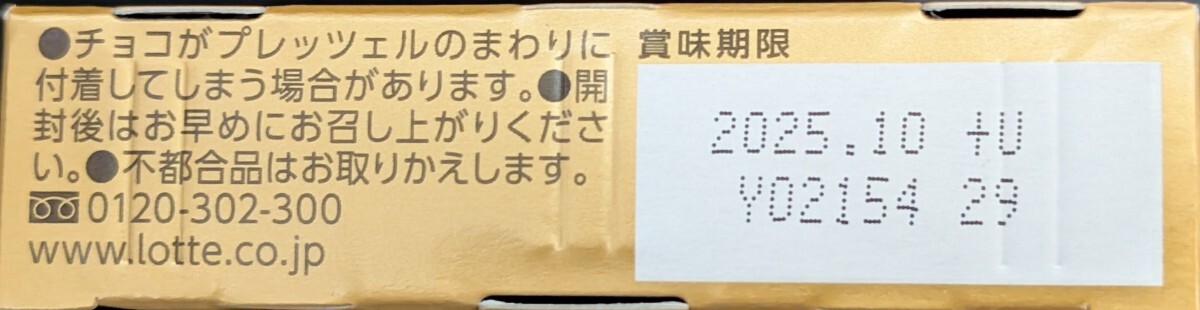 ●チョコがプレッツェルのまわりに
付着してしまう場合があります。●開
封後はお早めにお召し上がりくださ
い。●不都合品はお取りかえします。
0120-302-300
www.lotte.co.jp
賞味期限
2025.10 +U
Y02154 29